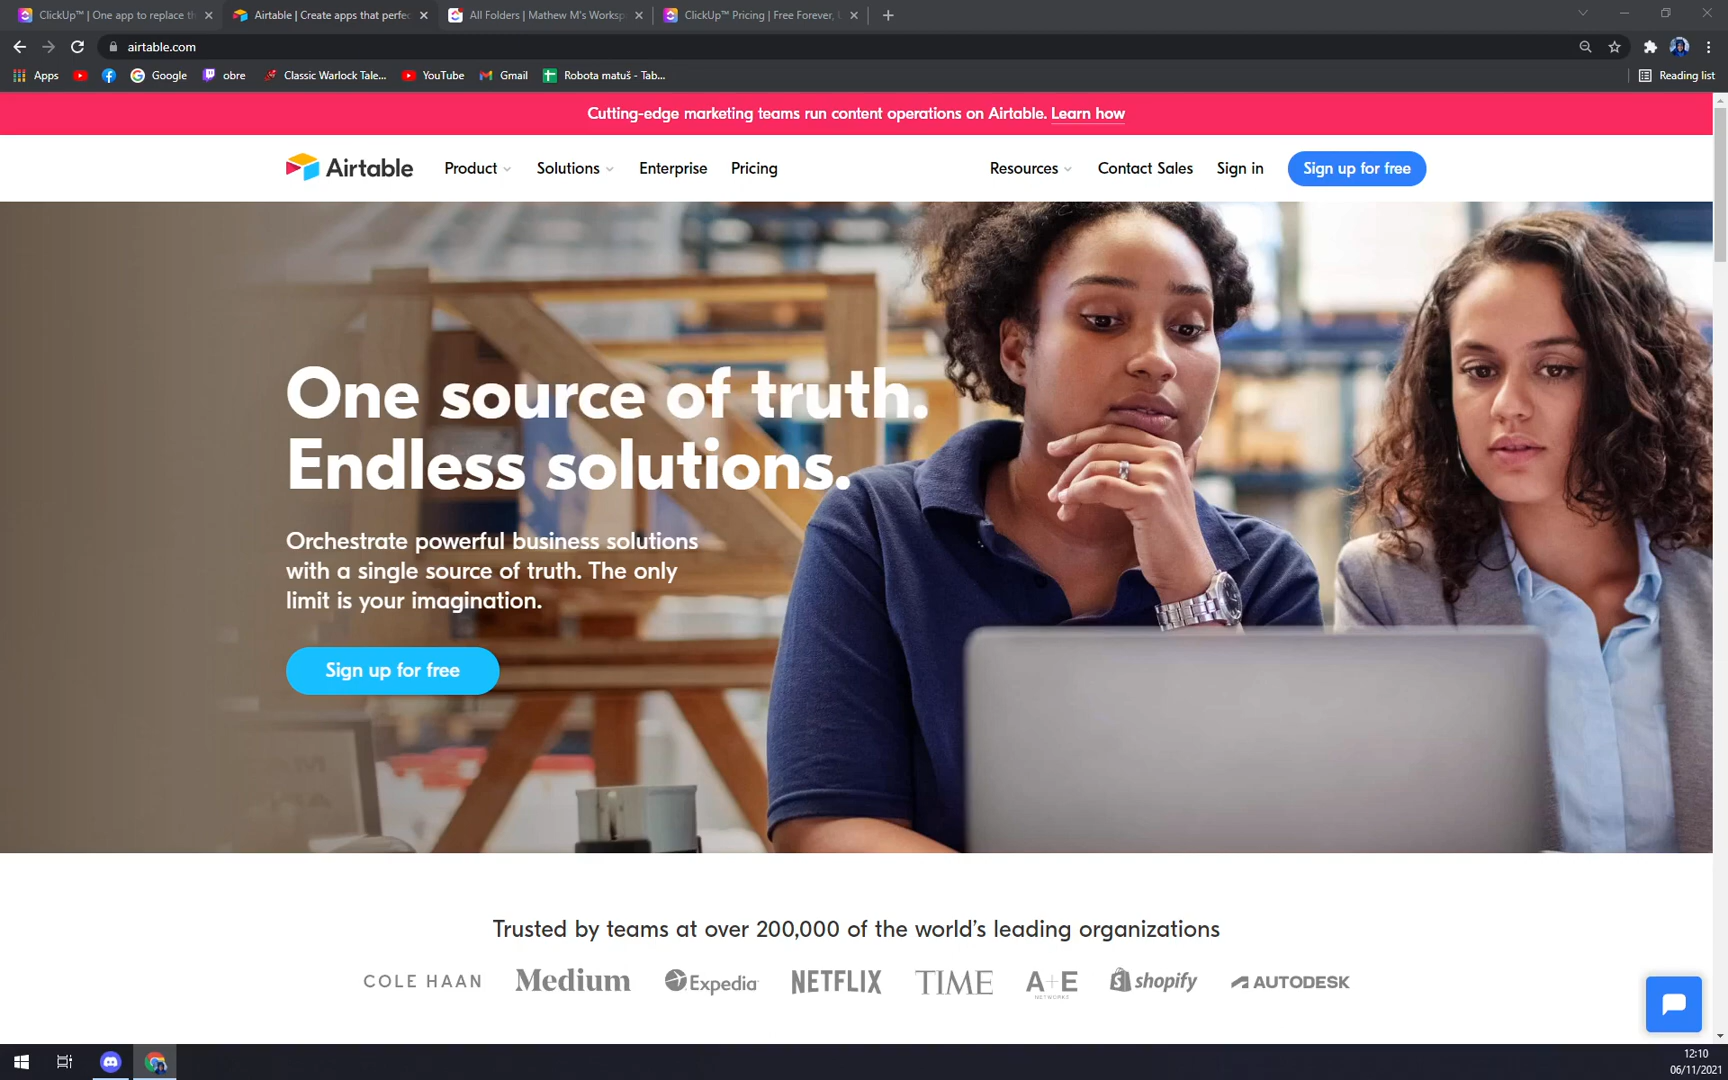 ClickUp™ | One app to replace th
Airtable | Create apps that perfec
All Folders | Mathew M's Worksp
ClickUp™ Pricing | Free Forever,
airtable.com
Apps
Google
obre
Classic Warlock Tale...
YouTube
Gmail
Robota matuš - Tab...
Reading list
Cutting-edge marketing teams run content operations on Airtable. Learn how
Airtable
Product
Solutions
Enterprise
Pricing
Resources
Contact Sales
Sign in
Sign up for free
One source of truth.
Endless solutions.
Orchestrate powerful business solutions
with a single source of truth. The only
limit is your imagination.
Sign up for free
Trusted by teams at over 200,000 of the world's leading organizations
COLE HAAN
Medium
Expedia
NETFLIX
TIME
A+E
NETWORKS
shopify
AUTODESK
12:10
06/11/2021